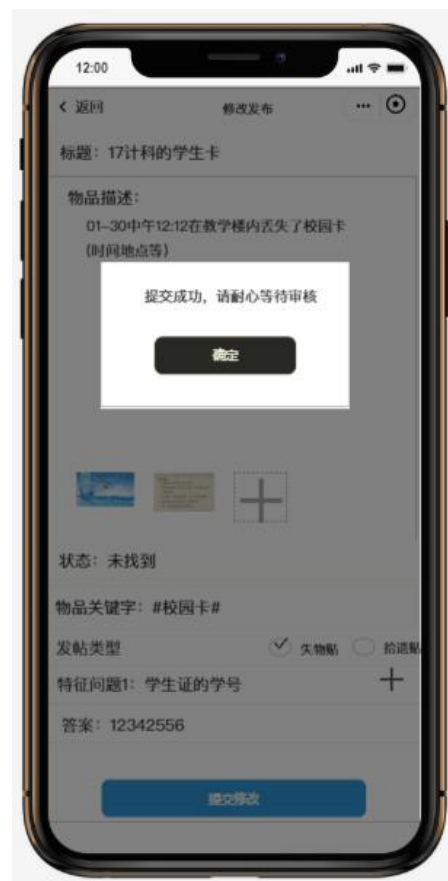 12:00
返回 修改发布
标题：17计科的学生卡
物品描述：
01–30中午12:12在教学楼内丢失了校园卡
(时间地点等)
提交成功，请耐心等待审核
确定
状态：未找到
物品关键字：#校园卡#
发帖类型 失物贴 拾遗贴
特征问题1：学生证的学号
答案：12342556
提交修改